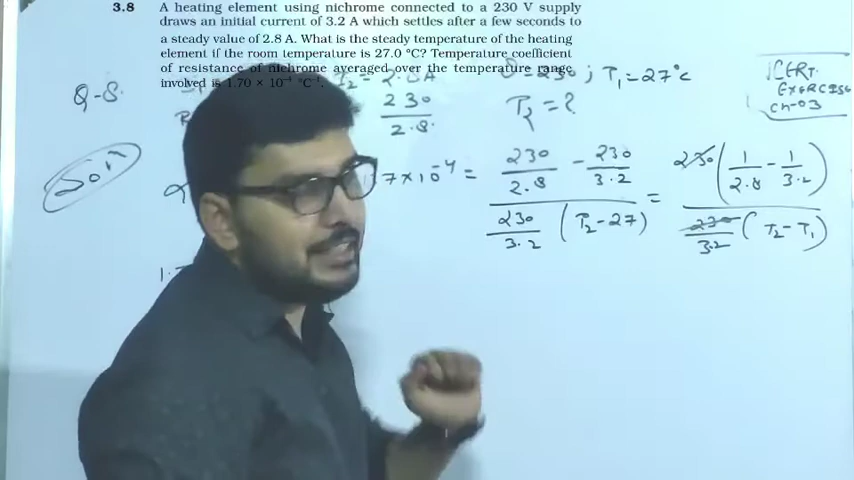 3.8 A heating element using nichrome connected to a 230 V supply
draws an initial current of 3.2 A which settles after a few seconds to
a steady value of 2.8 A. What is the steady temperature of the heating
element if the room temperature is 27.0 °C? Temperature coefficient
of resistance of nichrome averaged over the temperature range
involved is 1.70 × 10⁻⁴ °C⁻¹.
Q-8.
= 230 ; T₁ = 27°c
NCERT
EXERCISE
CH-03
230
2.8
T₂ = ?
Solⁿ
α 1.7×10⁻⁴ = (230/2.8 - 230/3.2) / (230/3.2 (T₂-27)) = 230(1/2.8 - 1/3.2) / (230/3.2 (T₂-T₁))